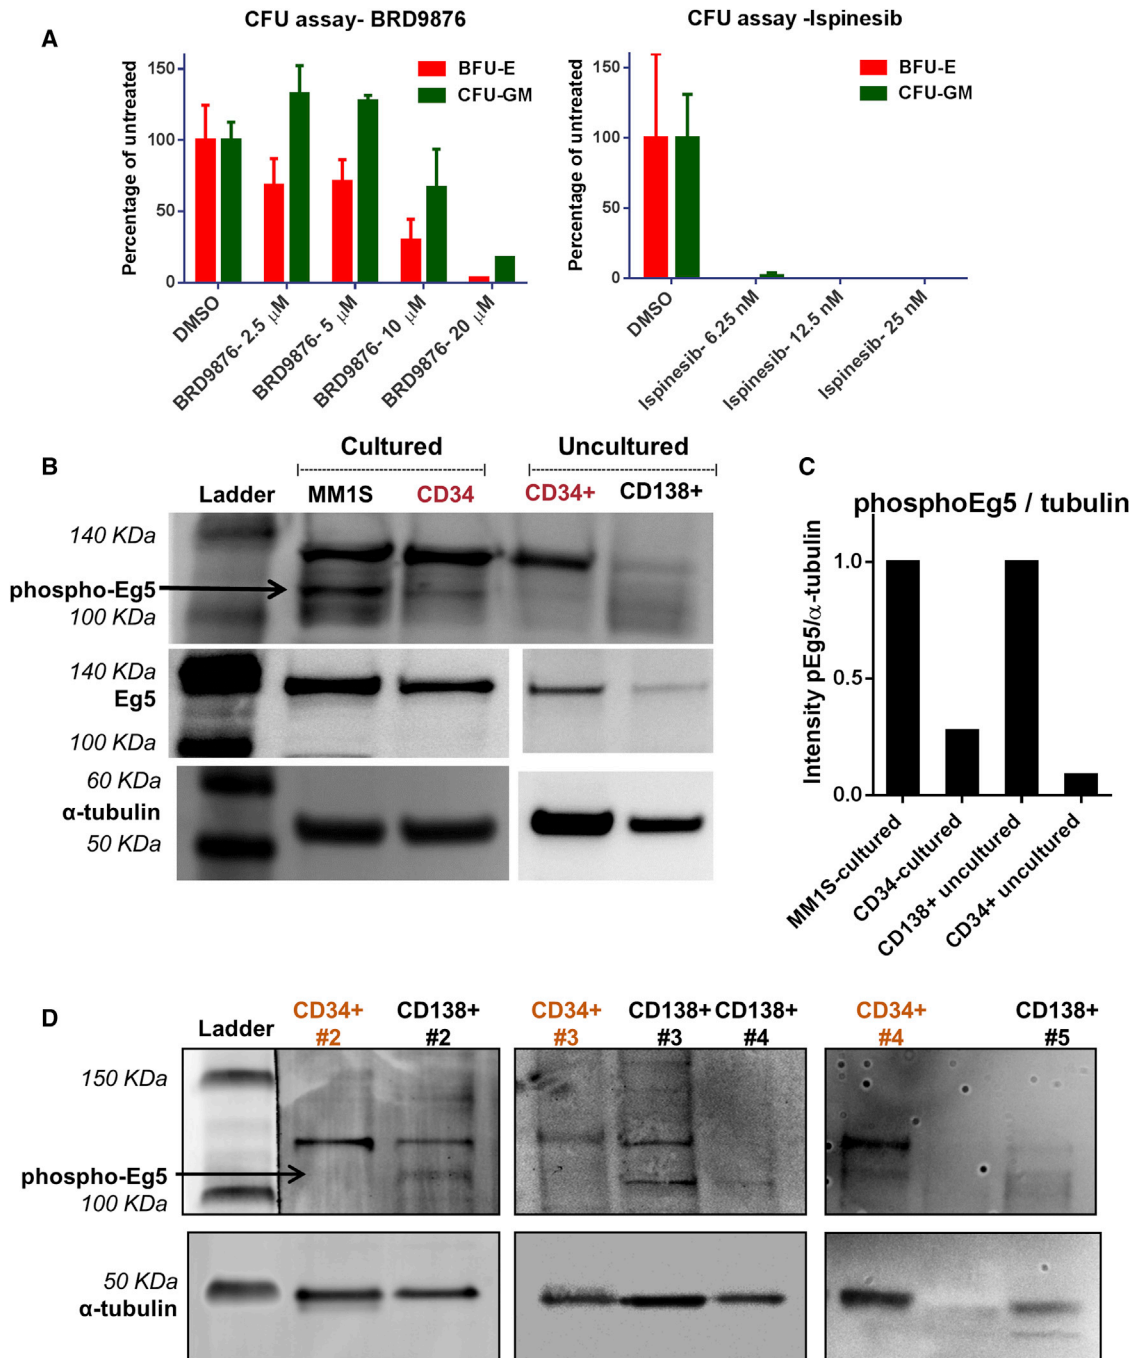 A
CFU assay- BRD9876
Percentage of untreated
150
100
50
0
BFU-E
CFU-GM
DMSO
BRD9876- 2.5 µM
BRD9876- 5 µM
BRD9876- 10 µM
BRD9876- 20 µM
CFU assay -Ispinesib
Percentage of untreated
150
100
50
0
BFU-E
CFU-GM
DMSO
Ispinesib- 6.25 nM
Ispinesib- 12.5 nM
Ispinesib- 25 nM
B
Cultured
Uncultured
Ladder
MM1S
CD34
CD34+
CD138+
140 KDa
phospho-Eg5
100 KDa
140 KDa
Eg5
100 KDa
60 KDa
α-tubulin
50 KDa
C
phosphoEg5 / tubulin
Intensity pEg5/α-tubulin
1.0
0.5
0.0
MM1S-cultured
CD34-cultured
CD138+ uncultured
CD34+ uncultured
D
Ladder
CD34+
#2
CD138+
#2
CD34+
#3
CD138+
#3
CD138+
#4
CD34+
#4
CD138+
#5
150 KDa
phospho-Eg5
100 KDa
50 KDa
α-tubulin